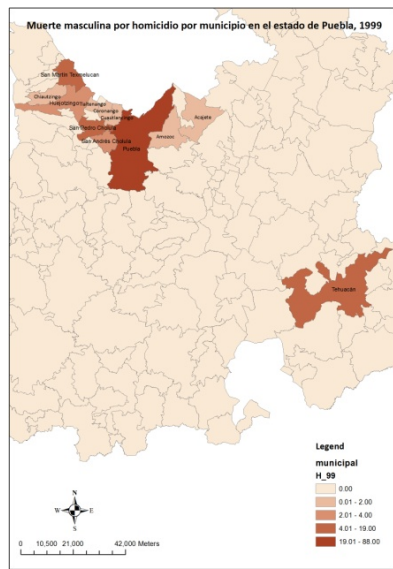 Muerte masculina por homicidio por municipio en el estado de Puebla, 1999
San Martín Texmelucan
Chiautzingo
Huejotzingo
Tlaltenango
Coronango
Cuautlancingo
San Pedro Cholula
San Andrés Cholula
Puebla
Amozoc
Acajete
Tehuacán
Legend
municipal
H_99
0.00
0.01 - 2.00
2.01 - 4.00
4.01 - 19.00
19.01 - 88.00
N
W
E
S
0 10,500 21,000 42,000 Meters